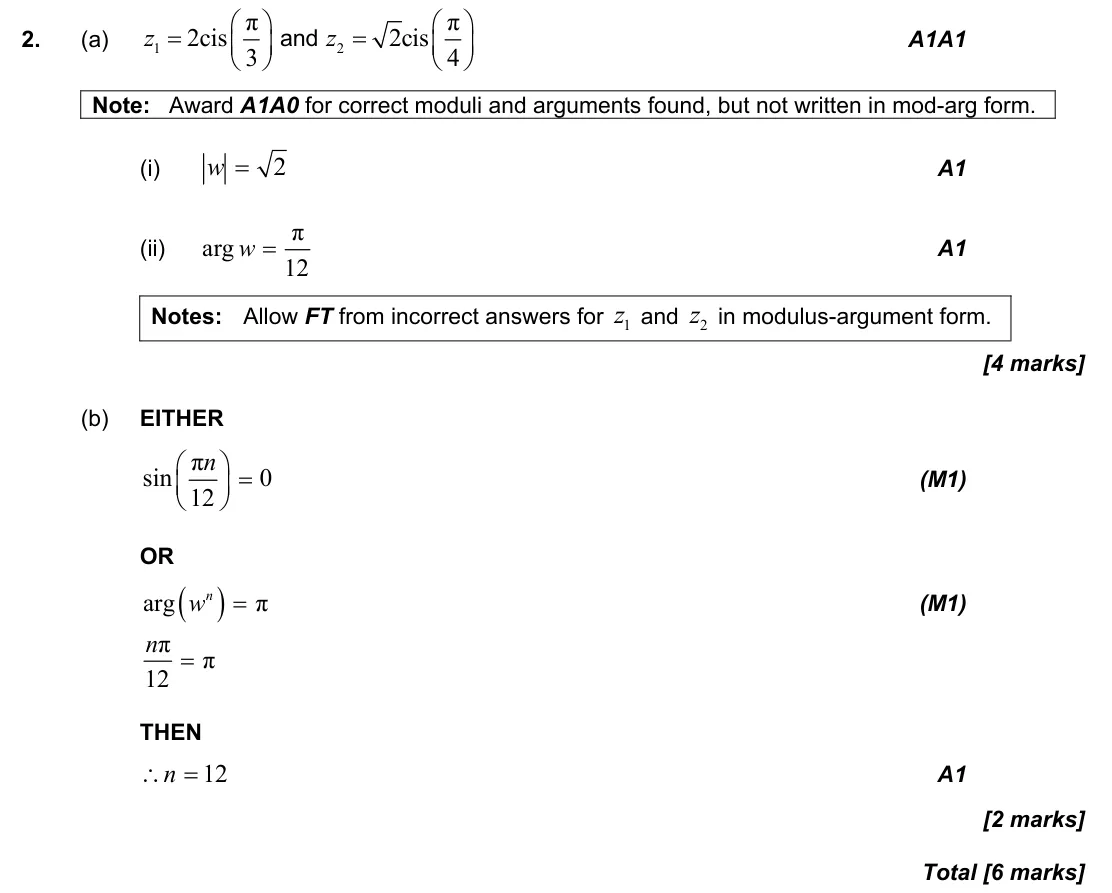 2. (a) z₁ = 2cis(π/3) and z₂ = √2cis(π/4) A1A1
Note: Award A1A0 for correct moduli and arguments found, but not written in mod-arg form.
(i) |w| = √2 A1
(ii) arg w = π/12 A1
Notes: Allow FT from incorrect answers for z₁ and z₂ in modulus-argument form.
[4 marks]
(b) EITHER
sin(πn/12) = 0 (M1)
OR
arg(wⁿ) = π (M1)
nπ/12 = π
THEN
∴ n = 12 A1
[2 marks]
Total [6 marks]